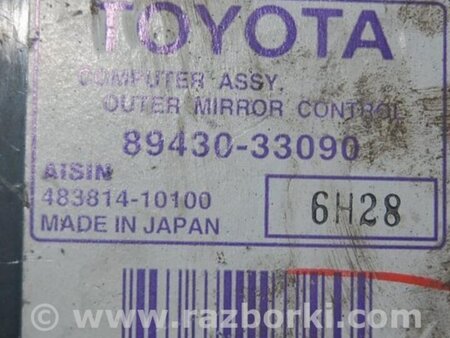 TOYOTA
COMPUTER ASSY,
OUTER MIRROR CONTROL
89430-33090
AISIN
483814-10100
6H28
MADE IN JAPAN
© www.razborki.com